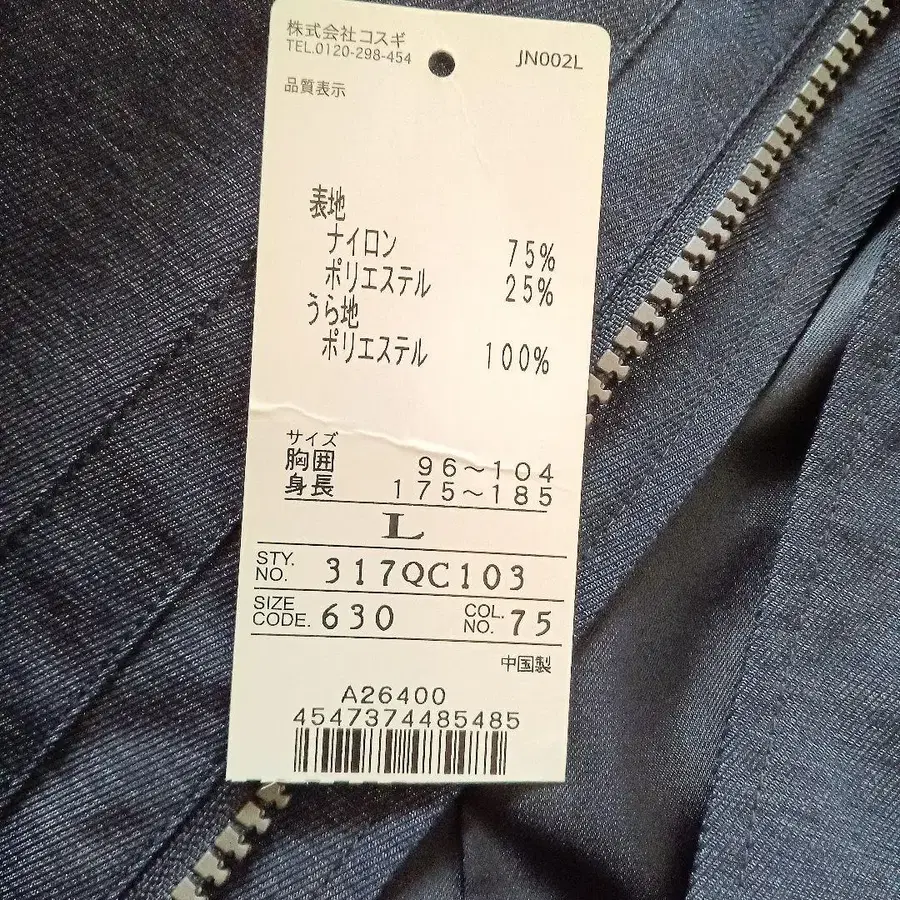 株式会社コスギ
TEL.0120-298-454
JN002L
品質表示
表地
ナイロン 75%
ポリエステル 25%
うら地
ポリエステル 100%
サイズ
胸囲 96～104
身長 175～185
L
STY. NO. 317QC103
SIZE CODE. 630 COL. NO. 75
中国製
A26400
4547374485485